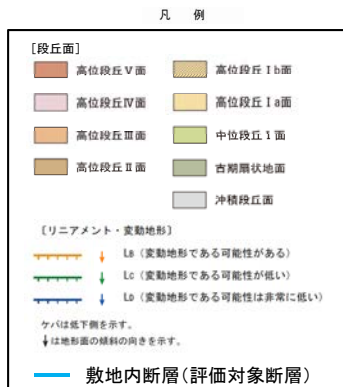 凡 例
[段丘面]
高位段丘Ⅴ面
高位段丘Ⅳ面
高位段丘Ⅲ面
高位段丘Ⅱ面
高位段丘Ⅰb面
高位段丘Ⅰa面
中位段丘1面
古期扇状地面
沖積段丘面
〔リニアメント・変動地形〕
LB（変動地形である可能性がある）
LC（変動地形である可能性が低い）
LD（変動地形である可能性は非常に低い）
ケバは低下側を示す。
↓は地形面の傾斜の向きを示す。
敷地内断層（評価対象断層）